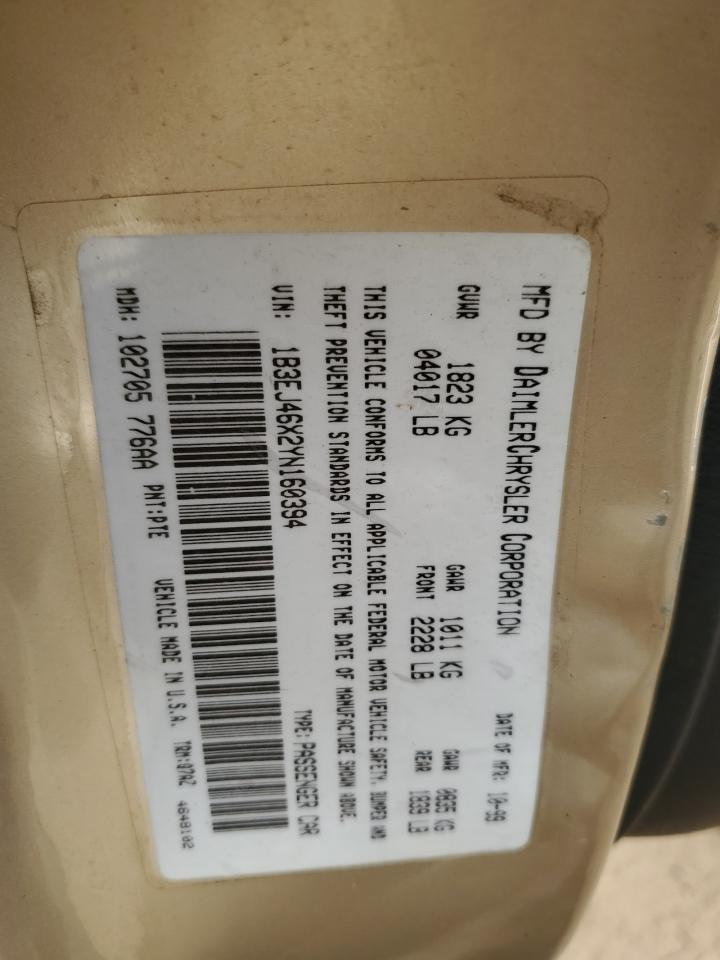 MFD BY DAIMLERCHRYSLER CORPORATION DATE OF MFR: 10-99
GVWR 1823 KG GAWR 1011 KG GAWR 0835 KG
04017 LB FRONT 2228 LB REAR 1839 LB
THIS VEHICLE CONFORMS TO ALL APPLICABLE FEDERAL MOTOR VEHICLE SAFETY, BUMPER AND
THEFT PREVENTION STANDARDS IN EFFECT ON THE DATE OF MANUFACTURE SHOWN ABOVE.
VIN: 1B3EJ46X2YN160394 TYPE: PASSENGER CAR
MDH: 102705 776AA PNT:PTE VEHICLE MADE IN U.S.A. TRM:Q7AZ 4648102